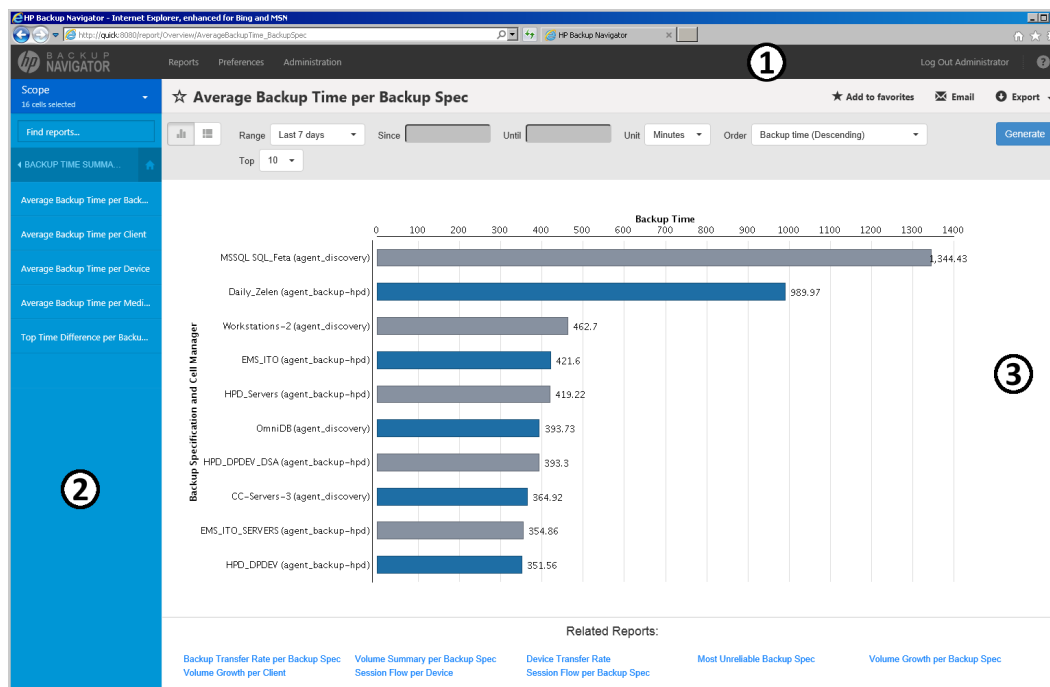 HP Backup Navigator - Internet Explorer, enhanced for Bing and MSN
http://quick:8080/report/Overview/AverageBackupTime_BackupSpec
HP Backup Navigator
BACKUP
NAVIGATOR
Reports Preferences Administration
1
Log Out Administrator
?
Scope
16 cells selected
Find reports...
BACKUP TIME SUMMA...
Average Backup Time per Back...
Average Backup Time per Client
Average Backup Time per Device
Average Backup Time per Medi...
Top Time Difference per Backu...
2
Average Backup Time per Backup Spec
Add to favorites Email Export
Range Last 7 days Since Until Unit Minutes Order Backup time (Descending) Generate
Top 10
Backup Time
0 100 200 300 400 500 600 700 800 900 1000 1100 1200 1300 1400
Backup Specification and Cell Manager
MSSQL SQL_Feta (agent_discovery) 1,344.43
Daily_Zelen (agent_backup-hpd) 989.97
Workstations-2 (agent_discovery) 462.7
EMS_ITO (agent_backup-hpd) 421.6
HPD_Servers (agent_backup-hpd) 419.22
OmniDB (agent_discovery) 393.73
HPD_DPDEV_DSA (agent_backup-hpd) 393.3
CC-Servers-3 (agent_discovery) 364.92
EMS_ITO_SERVERS (agent_backup-hpd) 354.86
HPD_DPDEV (agent_backup-hpd) 351.56
3
Related Reports:
Backup Transfer Rate per Backup Spec Volume Summary per Backup Spec Device Transfer Rate Most Unreliable Backup Spec Volume Growth per Backup Spec
Volume Growth per Client Session Flow per Device Session Flow per Backup Spec